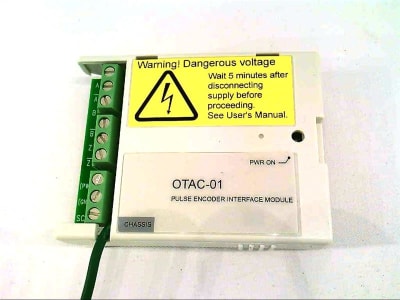 Warning! Dangerous voltage
Wait 5 minutes after
disconnecting
supply before
proceeding.
See User's Manual.
A
A
B
B
Z
Z
SC
PWR ON
OTAC-01
PULSE ENCODER INTERFACE MODULE
CHASSIS